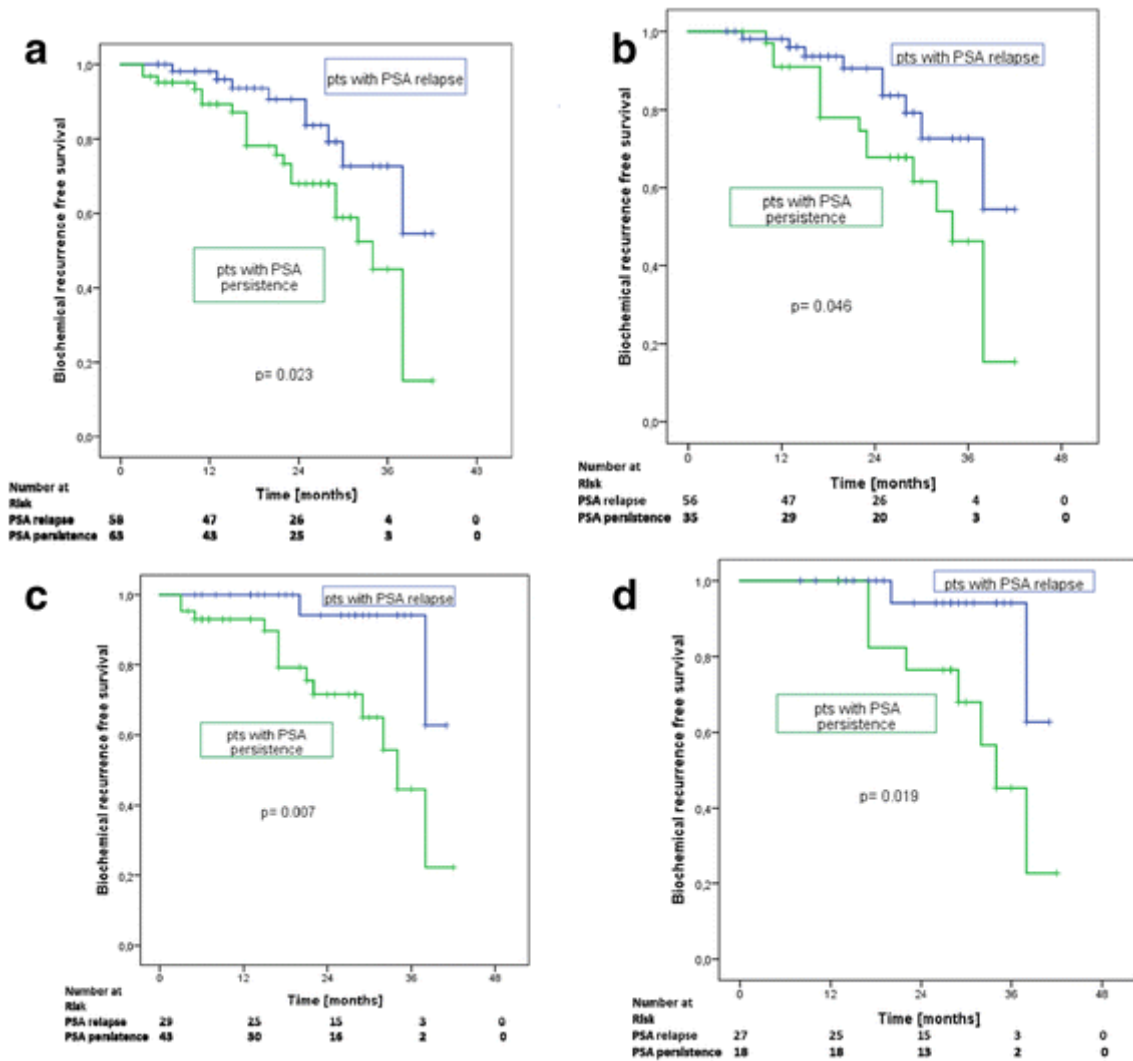 a
1,0
0,8
0,6
0,4
0,2
0,0
Biochemical recurrence free survival
pts with PSA relapse
pts with PSA
persistence
p= 0.023
0 12 24 36 48
Time [months]
Number at
Risk
PSA relapse 58 47 26 4 0
PSA persistence 63 43 25 3 0
b
1,0
0,8
0,6
0,4
0,2
0,0
Biochemical recurrence free survival
pts with PSA relapse
pts with PSA
persistence
p= 0.046
0 12 24 36 48
Time [months]
Number at
Risk
PSA relapse 56 47 26 4 0
PSA persistence 35 29 20 3 0
c
1,0
0,8
0,6
0,4
0,2
0,0
Biochemical recurrence free survival
pts with PSA relapse
pts with PSA
persistence
p= 0.007
0 12 24 36 48
Time [months]
Number at
Risk
PSA relapse 29 25 15 3 0
PSA persistence 43 30 16 2 0
d
1,0
0,8
0,6
0,4
0,2
0,0
Biochemical recurrence free survival
pts with PSA relapse
pts with PSA
persistence
p= 0.019
0 12 24 36 48
Time [months]
Number at
Risk
PSA relapse 27 25 15 3 0
PSA persistence 18 18 13 2 0